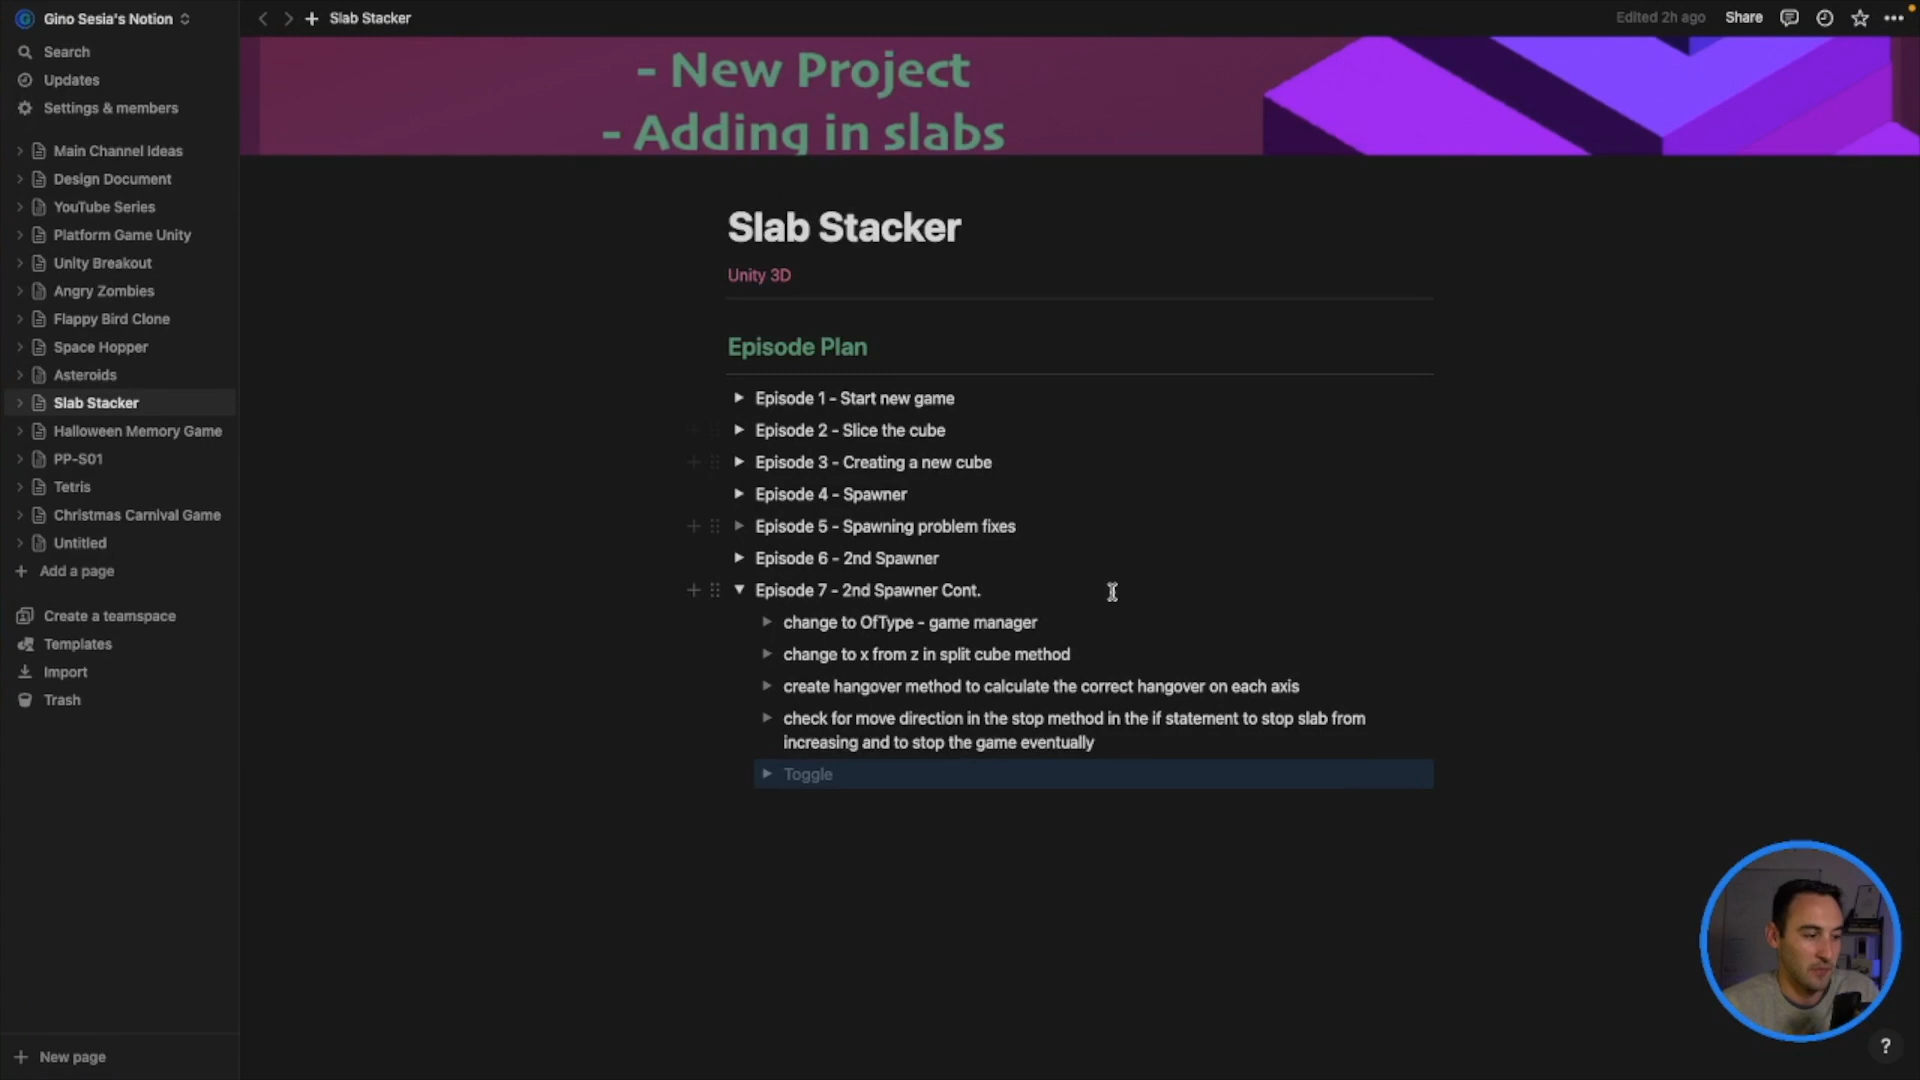 Gino Sesia's Notion
Slab Stacker
Edited 2h ago
Share
Search
Updates
Settings & members
Main Channel Ideas
Design Document
YouTube Series
Platform Game Unity
Unity Breakout
Angry Zombies
Flappy Bird Clone
Space Hopper
Asteroids
Slab Stacker
Halloween Memory Game
PP-S01
Tetris
Christmas Carnival Game
Untitled
Add a page
Create a teamspace
Templates
Import
Trash
New page
- New Project
- Adding in slabs
Slab Stacker
Unity 3D
Episode Plan
Episode 1 - Start new game
Episode 2 - Slice the cube
Episode 3 - Creating a new cube
Episode 4 - Spawner
Episode 5 - Spawning problem fixes
Episode 6 - 2nd Spawner
Episode 7 - 2nd Spawner Cont.
change to OfType - game manager
change to x from z in split cube method
create hangover method to calculate the correct hangover on each axis
check for move direction in the stop method in the if statement to stop slab from
increasing and to stop the game eventually
Toggle
?